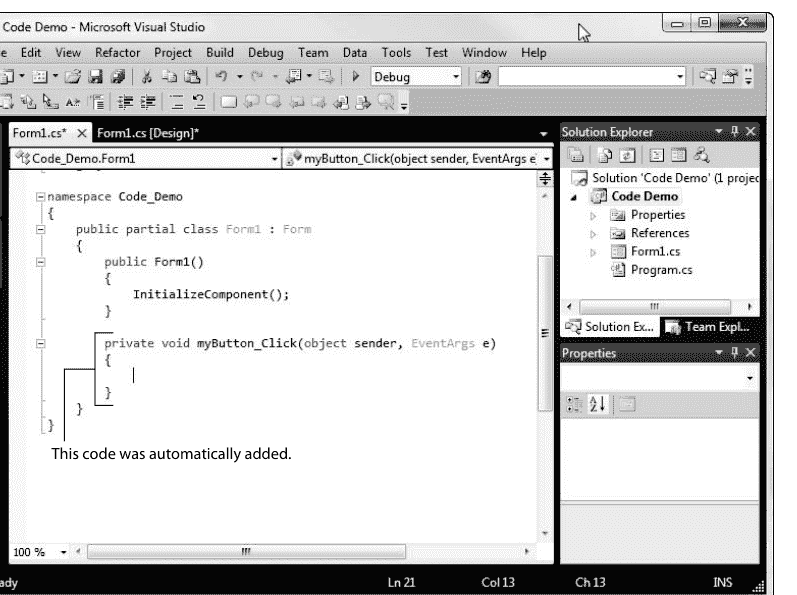 Code Demo - Microsoft Visual Studio
Edit View Refactor Project Build Debug Team Data Tools Test Window Help
Debug
Form1.cs* Form1.cs [Design]*
Code_Demo.Form1 myButton_Click(object sender, EventArgs e
namespace Code_Demo
{
public partial class Form1 : Form
{
public Form1()
{
InitializeComponent();
}
private void myButton_Click(object sender, EventArgs e)
{
}
}
}
This code was automatically added.
100 %
Solution Explorer
Solution 'Code Demo' (1 projec
Code Demo
Properties
References
Form1.cs
Program.cs
Solution Ex... Team Expl...
Properties
ady Ln 21 Col 13 Ch 13 INS